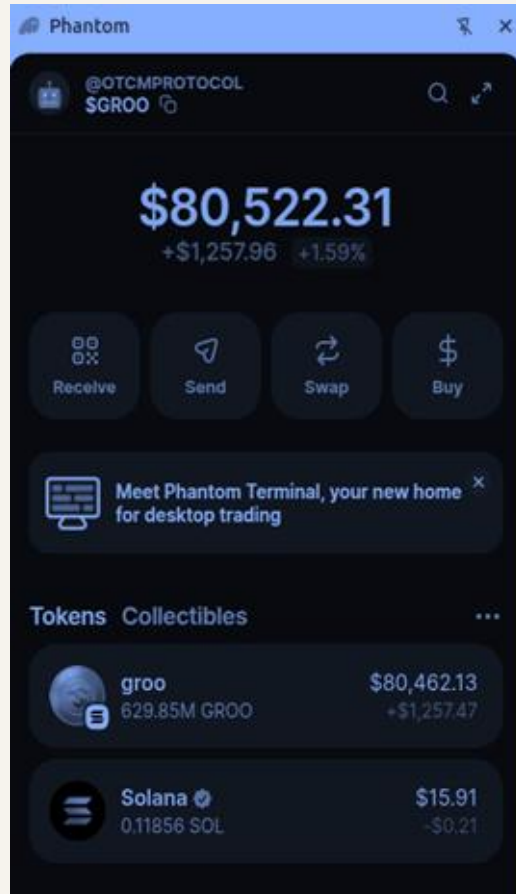 Phantom
@OTCMPROTOCOL
$GROO
$80,522.31
+$1,257.96 +1.59%
Receive Send Swap Buy
Meet Phantom Terminal, your new home
for desktop trading
Tokens Collectibles
groo $80,462.13
629.85M GROO +$1,257.47
Solana $15.91
0.11856 SOL -$0.21